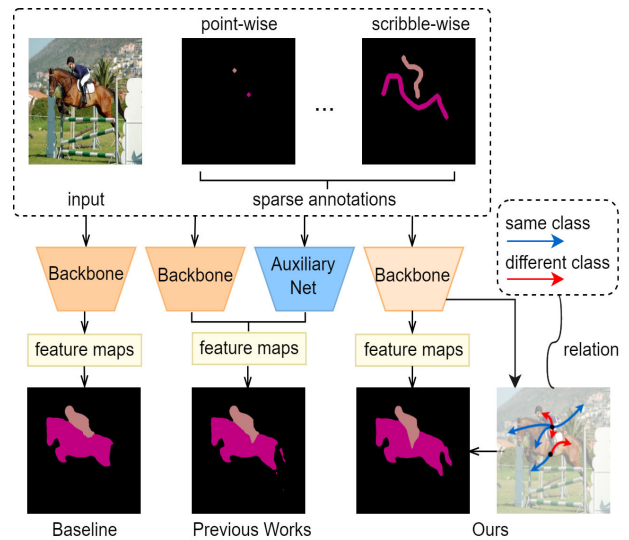 point-wise
scribble-wise
...
input
sparse annotations
same class
different class
Backbone
Backbone
Auxiliary
Net
Backbone
feature maps
feature maps
feature maps
relation
Baseline
Previous Works
Ours